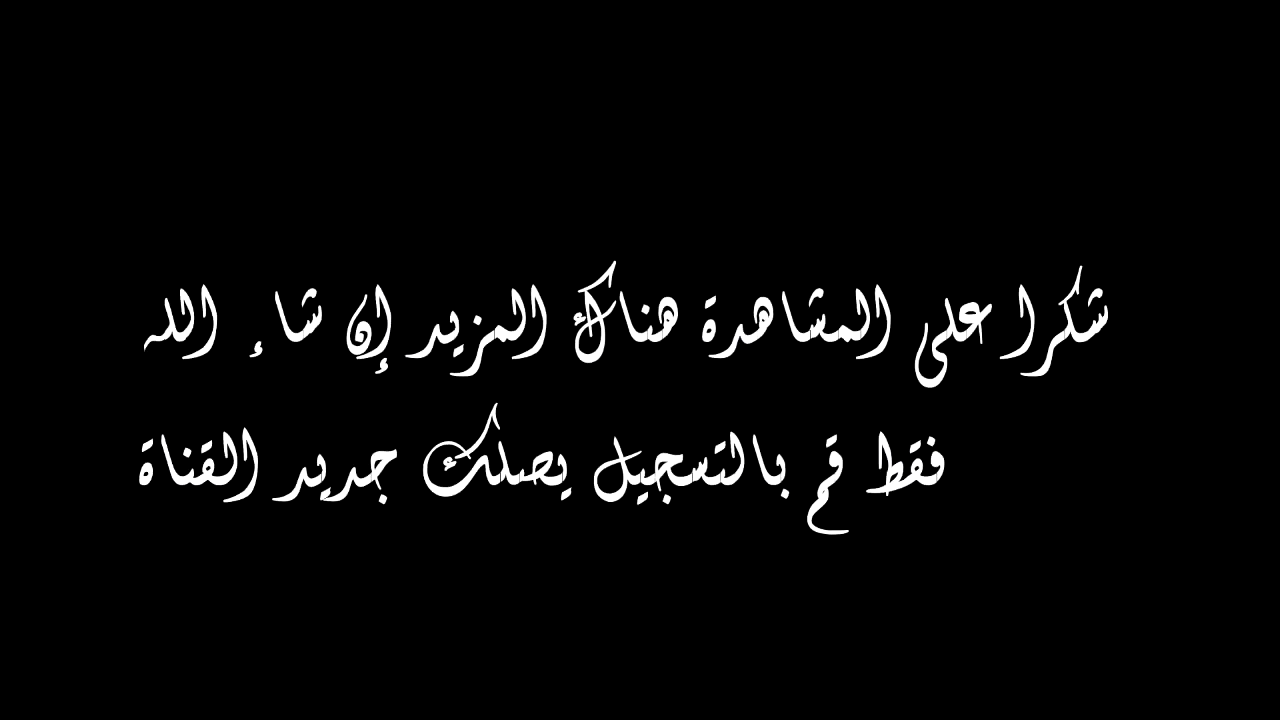 شكرا على المشاهدة هناك المزيد إن شاء الله
فقط قم بالتسجيل يصلك جديد القناة